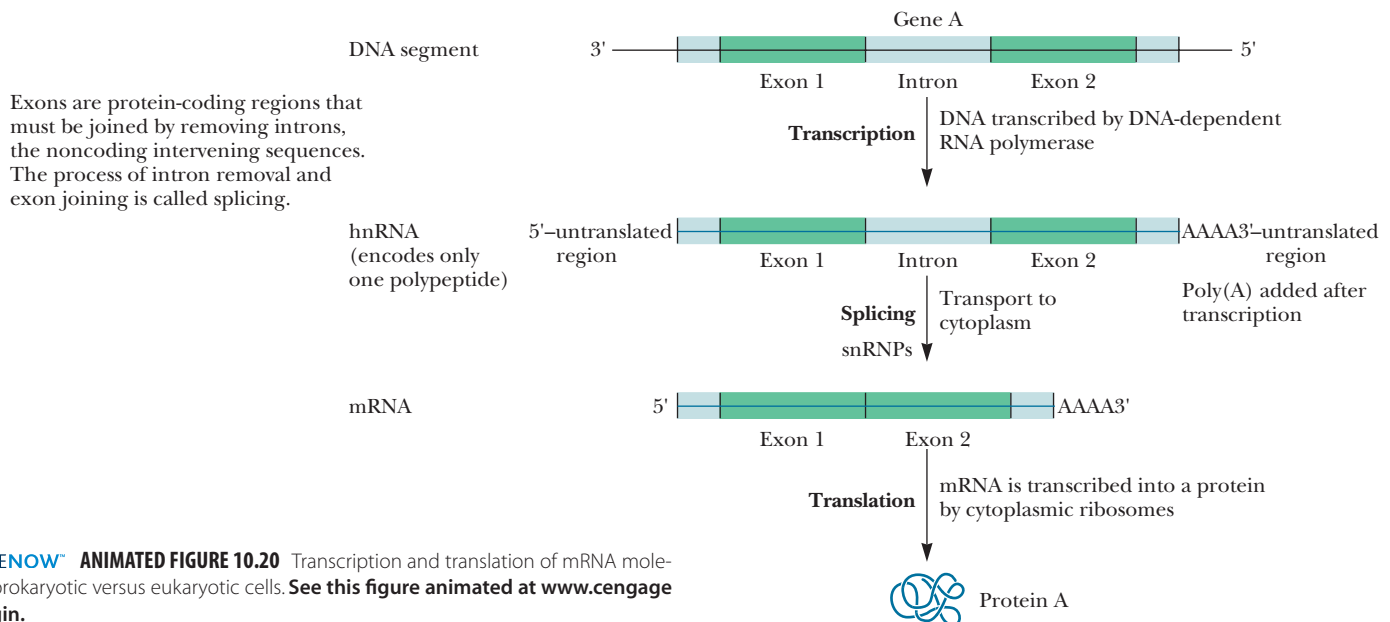 Gene A
DNA segment
3'
5'
Exon 1
Intron
Exon 2
Exons are protein-coding regions that
must be joined by removing introns,
the noncoding intervening sequences.
The process of intron removal and
exon joining is called splicing.
Transcription
DNA transcribed by DNA-dependent
RNA polymerase
hnRNA
(encodes only
one polypeptide)
5'–untranslated
region
AAAA3'–untranslated
region
Exon 1
Intron
Exon 2
Poly(A) added after
transcription
Splicing
snRNPs
Transport to
cytoplasm
mRNA
5'
AAAA3'
Exon 1
Exon 2
Translation
mRNA is transcribed into a protein
by cytoplasmic ribosomes
Protein A
ENOW™ ANIMATED FIGURE 10.20 Transcription and translation of mRNA mole-
prokaryotic versus eukaryotic cells. See this figure animated at www.cengage
gin.